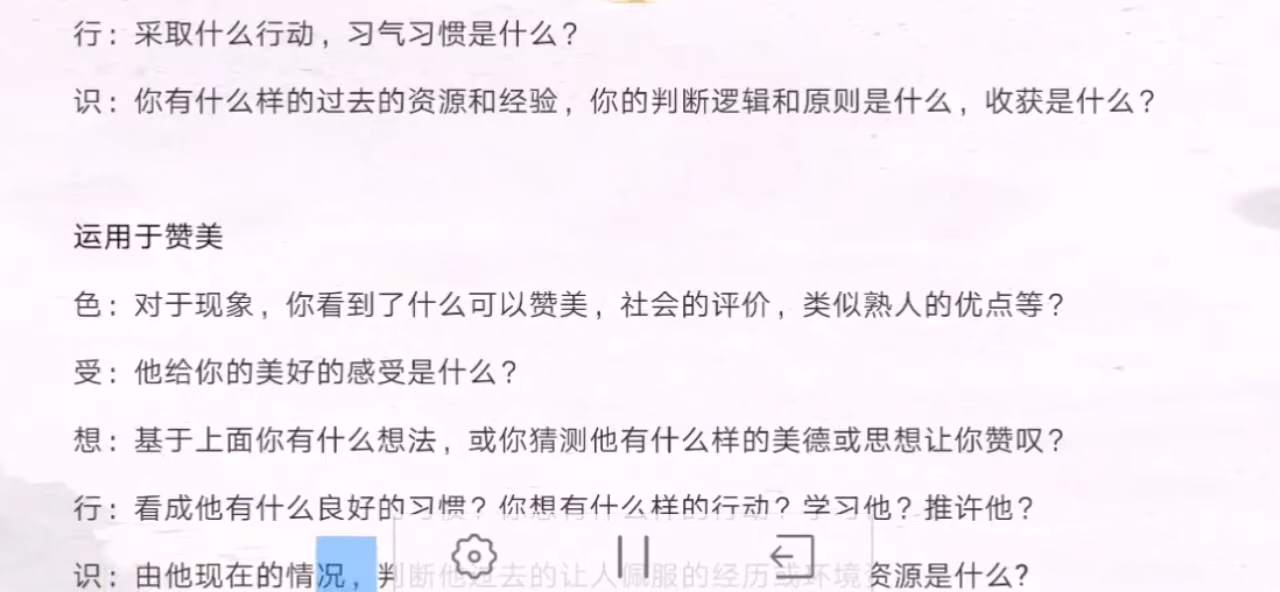 行：采取什么行动，习气习惯是什么？
识：你有什么样的过去的资源和经验，你的判断逻辑和原则是什么，收获是什么？
运用于赞美
色：对于现象，你看到了什么可以赞美，社会的评价，类似熟人的优点等？
受：他给你的美好的感受是什么？
想：基于上面你有什么想法，或你猜测他有什么样的美德或思想让你赞叹？
行：看成他有什么良好的习惯？你想有什么样的行动？学习他？推许他？
识：由他现在的情况，判断他过去的让人佩服的经历或环境资源是什么？